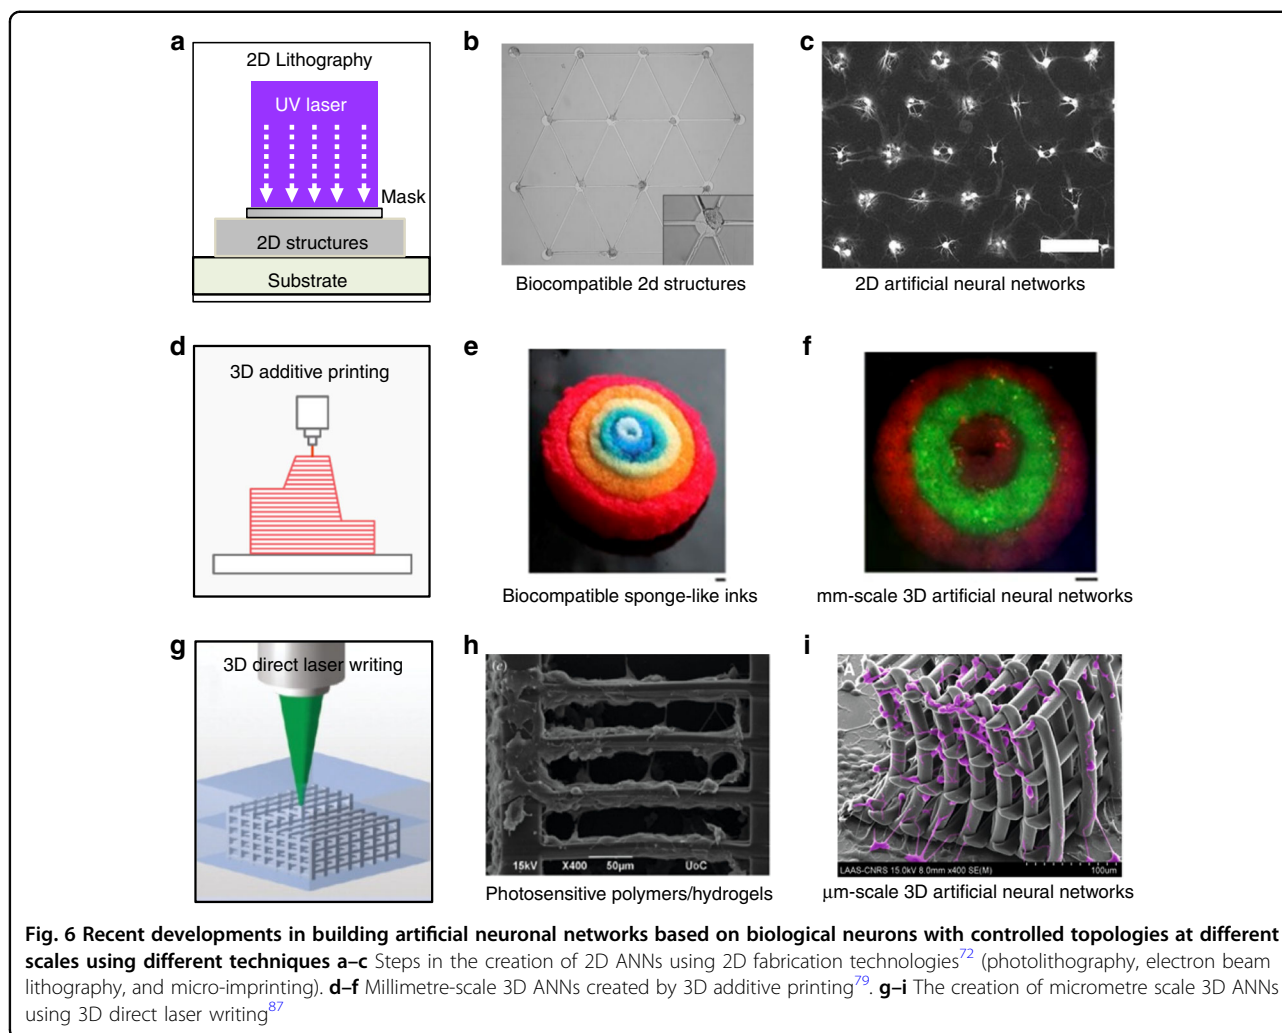 a
2D Lithography
UV laser
Mask
2D structures
Substrate
b
Biocompatible 2d structures
c
2D artificial neural networks
d
3D additive printing
e
Biocompatible sponge-like inks
f
mm-scale 3D artificial neural networks
g
3D direct laser writing
h
15kV X400 50µm UoC
Photosensitive polymers/hydrogels
i
A
LAAS-CNRS 15.0kV 8.0mm x400 SE(M) 100um
µm-scale 3D artificial neural networks
Fig. 6 Recent developments in building artificial neuronal networks based on biological neurons with controlled topologies at different
scales using different techniques a–c Steps in the creation of 2D ANNs using 2D fabrication technologies72 (photolithography, electron beam
lithography, and micro-imprinting). d–f Millimetre-scale 3D ANNs created by 3D additive printing79. g–i The creation of micrometre scale 3D ANNs
using 3D direct laser writing87